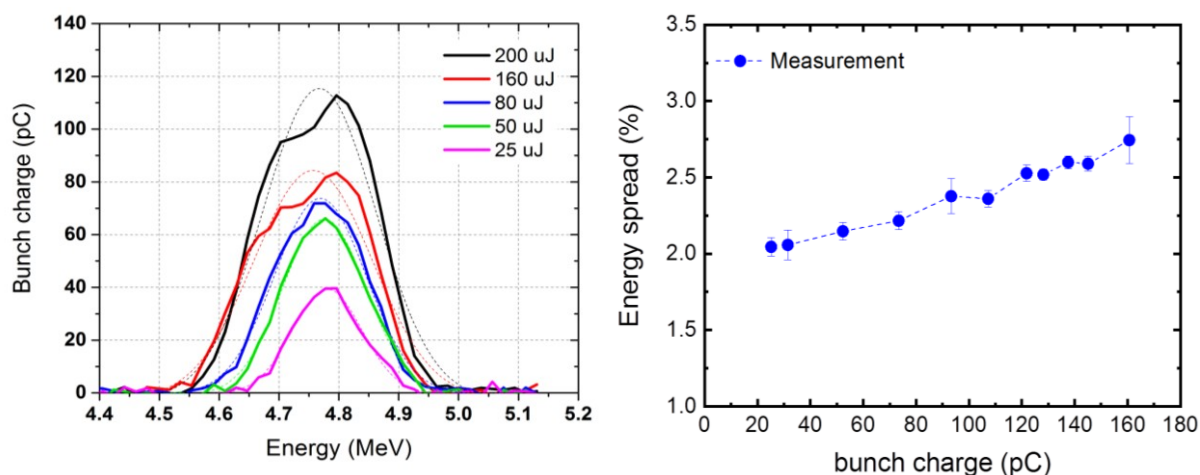 140
120
100
80
60
40
20
0
Bunch charge (pC)
200 uJ
160 uJ
80 uJ
50 uJ
25 uJ
4.4 4.5 4.6 4.7 4.8 4.9 5.0 5.1 5.2
Energy (MeV)
3.5
3.0
2.5
2.0
1.5
1.0
Energy spread (%)
Measurement
0 20 40 60 80 100 120 140 160 180
bunch charge (pC)